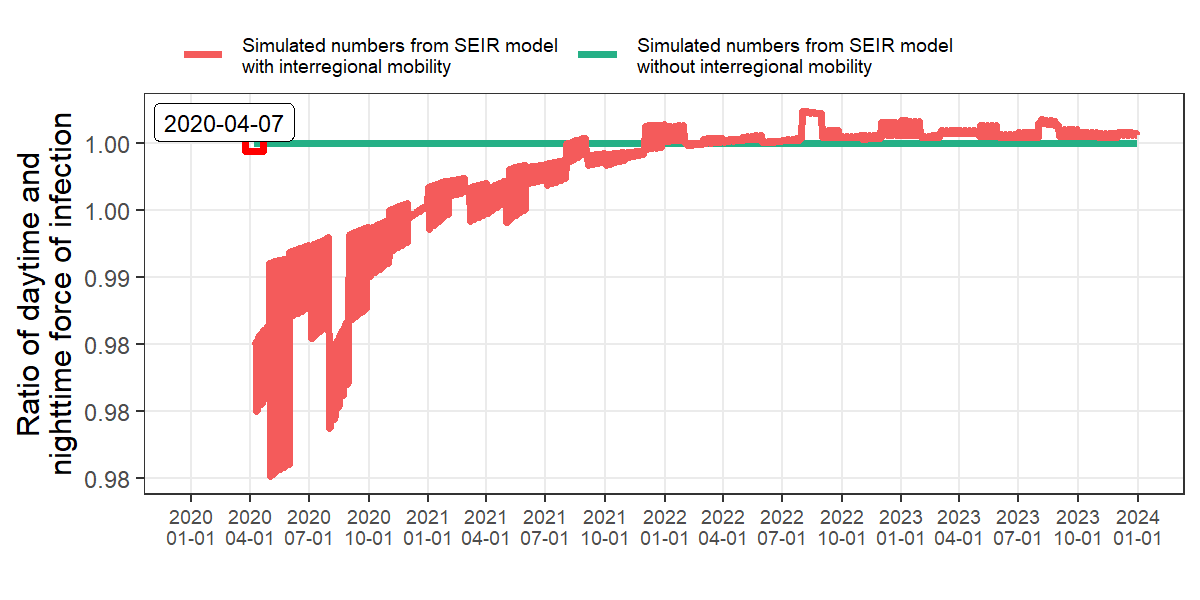 Simulated numbers from SEIR model
with interregional mobility
Simulated numbers from SEIR model
without interregional mobility
2020-04-07
Ratio of daytime and
nighttime force of infection
1.00
1.00
0.99
0.98
0.98
0.98
2020 2020 2020 2020 2021 2021 2021 2022 2022 2022 2022 2023 2023 2023 2023 2024
01-01 04-01 07-01 10-01 01-01 04-01 07-01 10-01 01-01 04-01 07-01 10-01 01-01 04-01 07-01 10-01 01-01